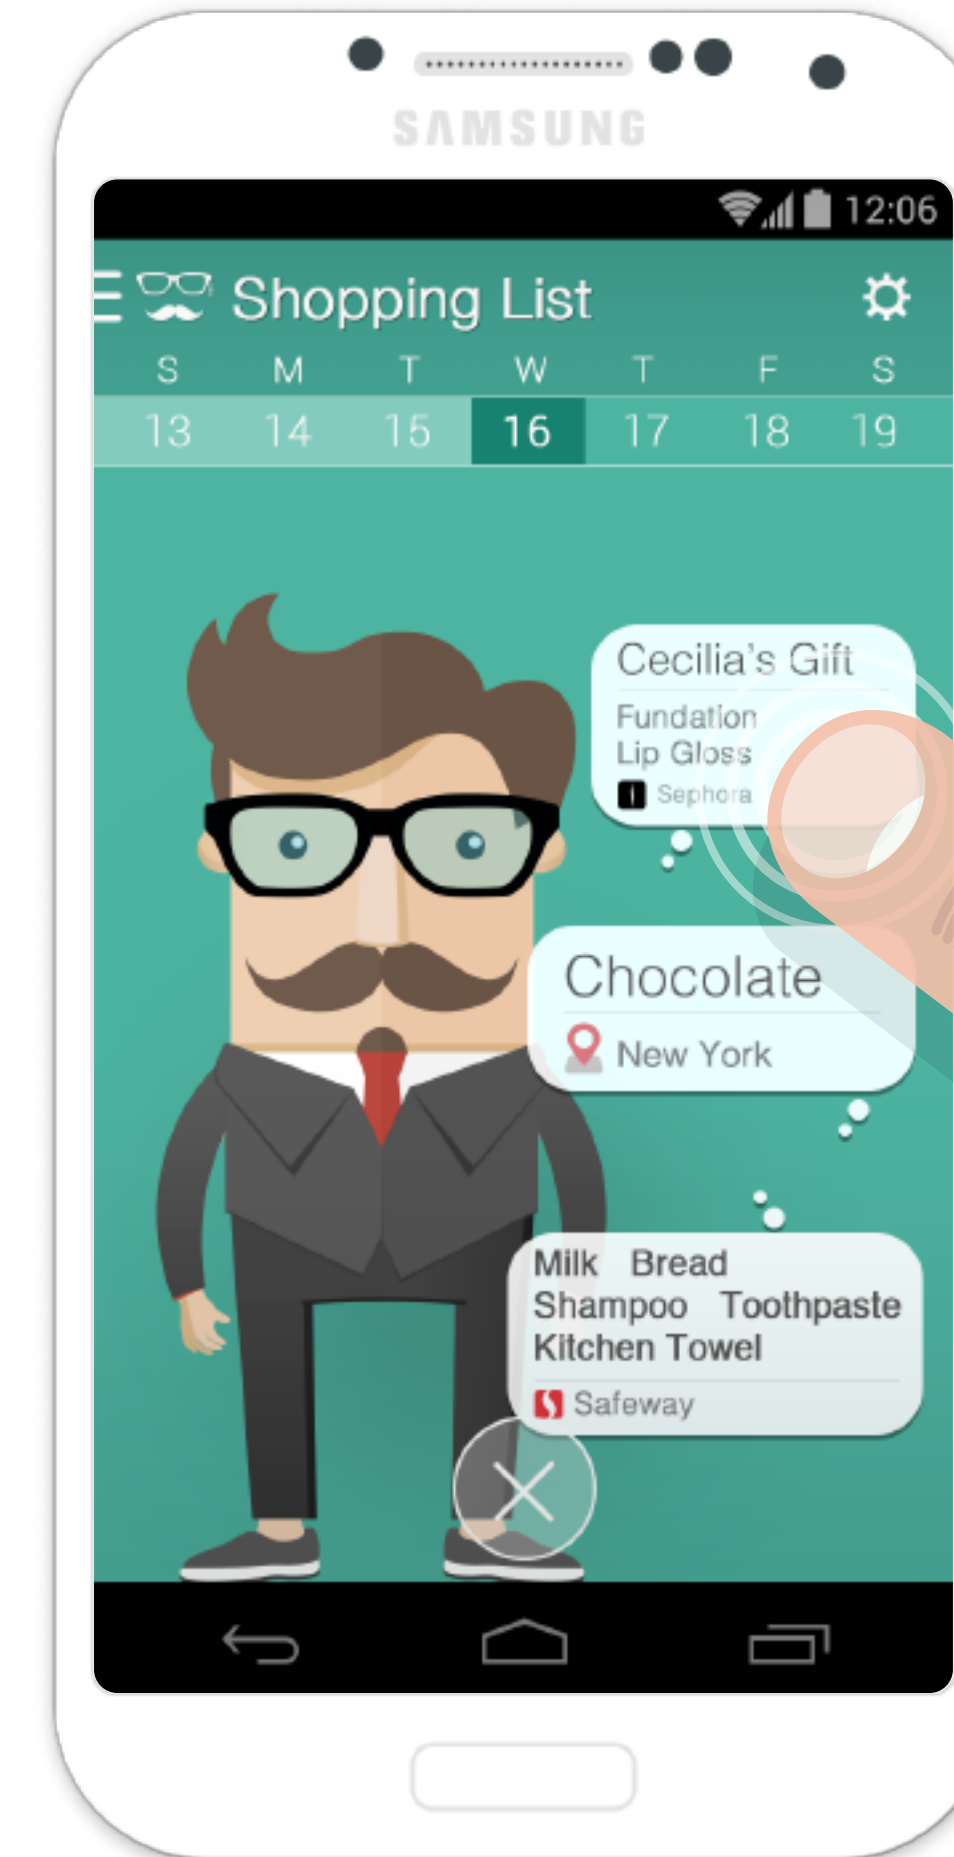 SAMSUNG
12:06
Shopping List
S M T W T F S
13 14 15 16 17 18 19
Cecilia's Gift
Fundation
Lip Gloss
Sephora
Chocolate
New York
Milk Bread
Shampoo Toothpaste
Kitchen Towel
Safeway